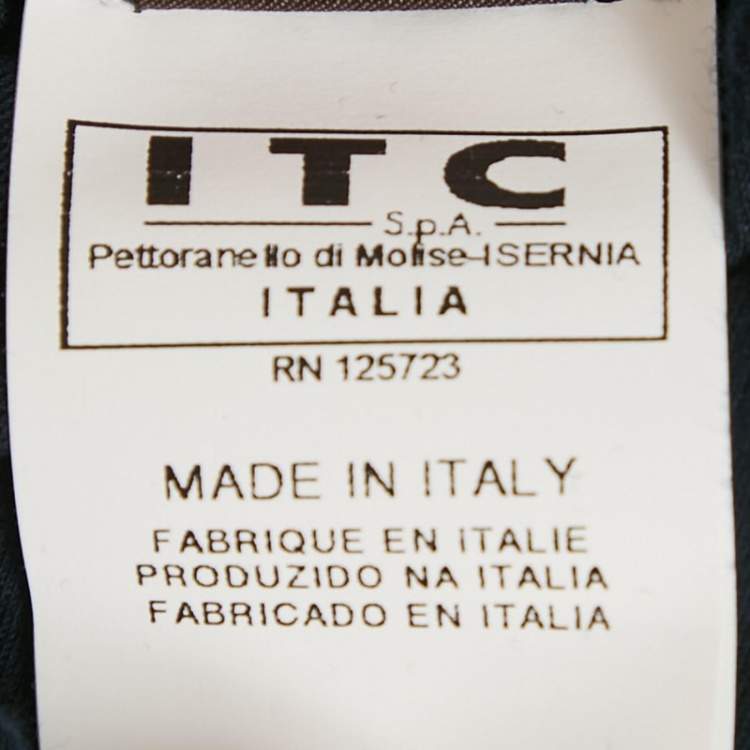 ITC
S.p.A.
Pettoranello di Molise-ISERNIA
ITALIA
RN 125723
MADE IN ITALY
FABRIQUE EN ITALIE
PRODUZIDO NA ITALIA
FABRICADO EN ITALIA